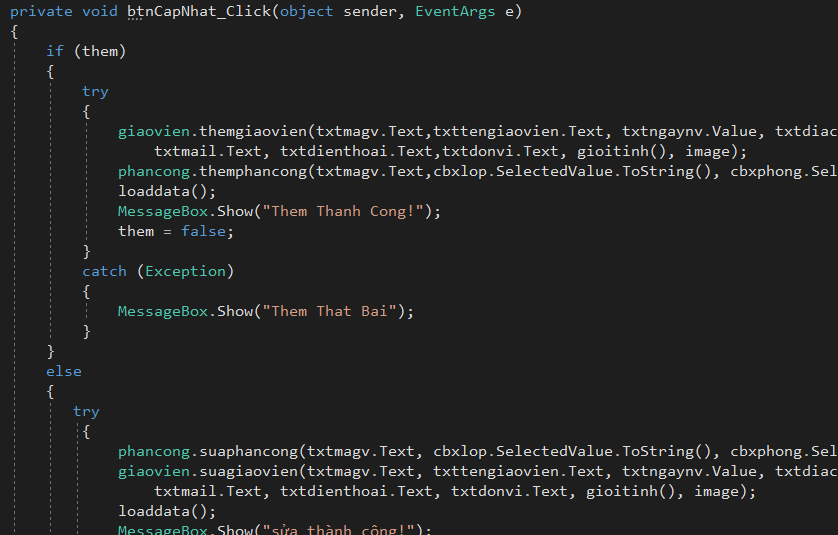 private void btnCapNhat_Click(object sender, EventArgs e)
{
if (them)
{
try
{
giaovien.themgiaovien(txtmagv.Text,txttengiaovien.Text, txtngaynv.Value, txtdiac
txtmail.Text, txtdienthoai.Text,txtdonvi.Text, gioitinh(), image);
phancong.themphancong(txtmagv.Text,cbxlop.SelectedValue.ToString(), cbxphong.Sel
loaddata();
MessageBox.Show("Them Thanh Cong!");
them = false;
}
catch (Exception)
{
MessageBox.Show("Them That Bai");
}
}
else
{
try
{
phancong.suaphancong(txtmagv.Text, cbxlop.SelectedValue.ToString(), cbxphong.Sel
giaovien.suagiaovien(txtmagv.Text, txttengiaovien.Text, txtngaynv.Value, txtdiac
txtmail.Text, txtdienthoai.Text, txtdonvi.Text, gioitinh(), image);
loaddata();
MessageBox.Show("sửa thành công!");